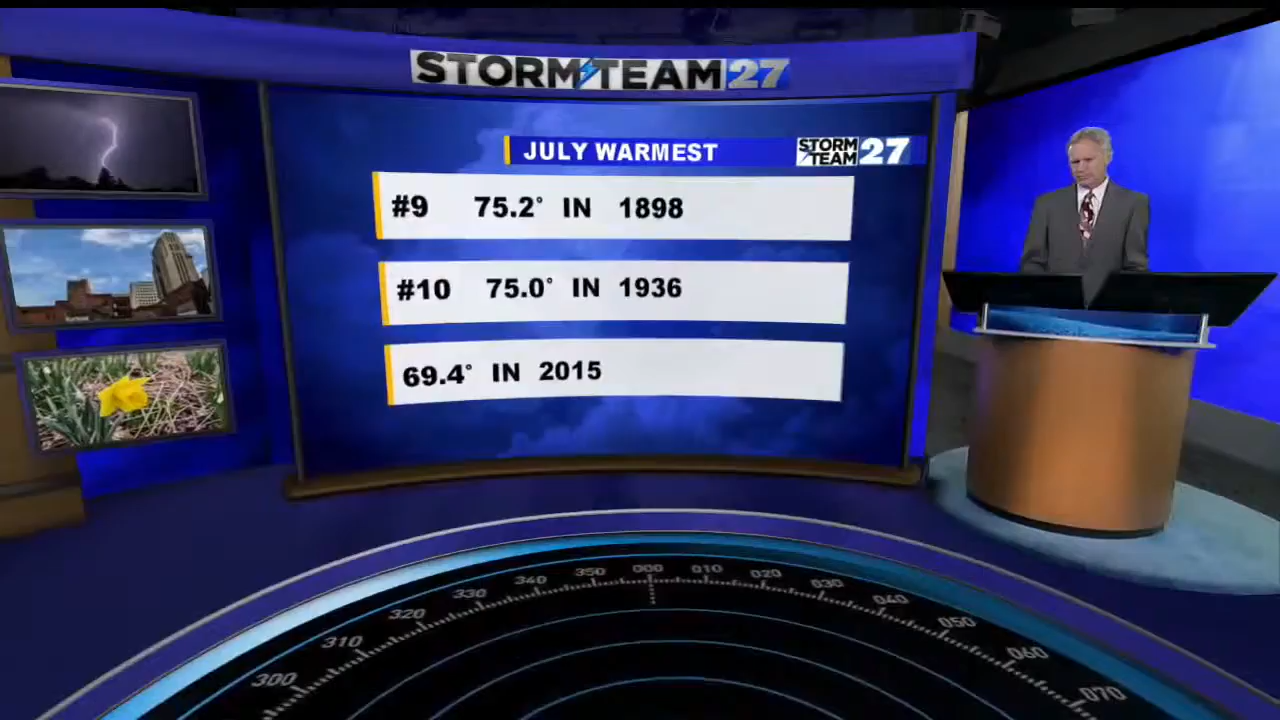 STORM TEAM 27
JULY WARMEST
STORM TEAM 27
#9 75.2° IN 1898
#10 75.0° IN 1936
69.4° IN 2015
300 310 320 330 340 350 000 010 020 030 040 050 060 070